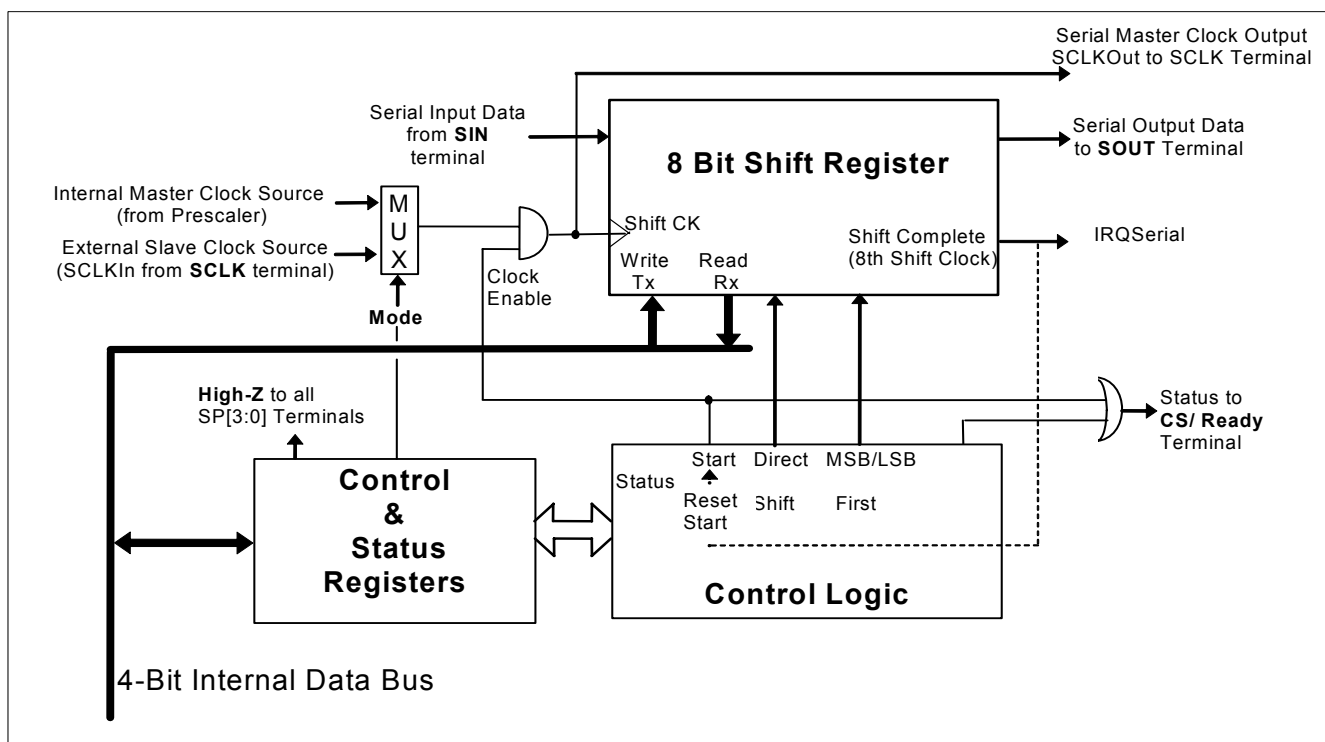 Serial Master Clock Output
SCLKOut to SCLK Terminal
Serial Input Data
from SIN
terminal
Serial Output Data
to SOUT Terminal
8 Bit Shift Register
Internal Master Clock Source
(from Prescaler)
External Slave Clock Source
(SCLKIn from SCLK terminal)
M
U
X
Mode
Clock
Enable
Shift CK
Write
Tx
Read
Rx
Shift Complete
(8th Shift Clock)
IRQSerial
High-Z to all
SP[3:0] Terminals
Status to
CS/ Ready
Terminal
Control
&
Status
Registers
Status
Start
Reset
Start
Direct
Shift
MSB/LSB
First
Control Logic
4-Bit Internal Data Bus